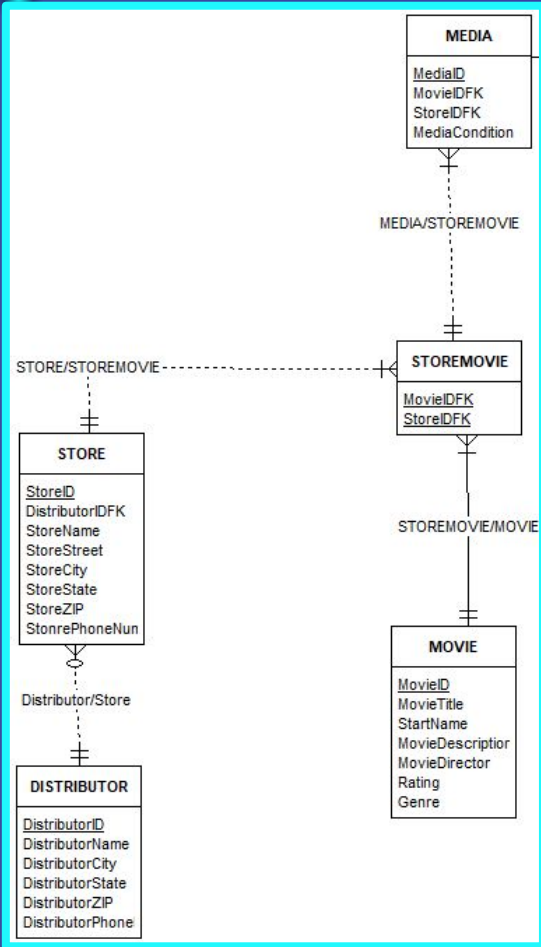 MEDIA
MediaID
MovieIDFK
StoreIDFK
MediaCondition
MEDIA/STOREMOVIE
STORE/STOREMOVIE
STOREMOVIE
MovieIDFK
StoreIDFK
STORE
StoreID
DistributorIDFK
StoreName
StoreStreet
StoreCity
StoreState
StoreZIP
StonrePhoneNun
STOREMOVIE/MOVIE
MOVIE
MovieID
MovieTitle
StartName
MovieDescriptior
MovieDirector
Rating
Genre
Distributor/Store
DISTRIBUTOR
DistributorID
DistributorName
DistributorCity
DistributorState
DistributorZIP
DistributorPhone